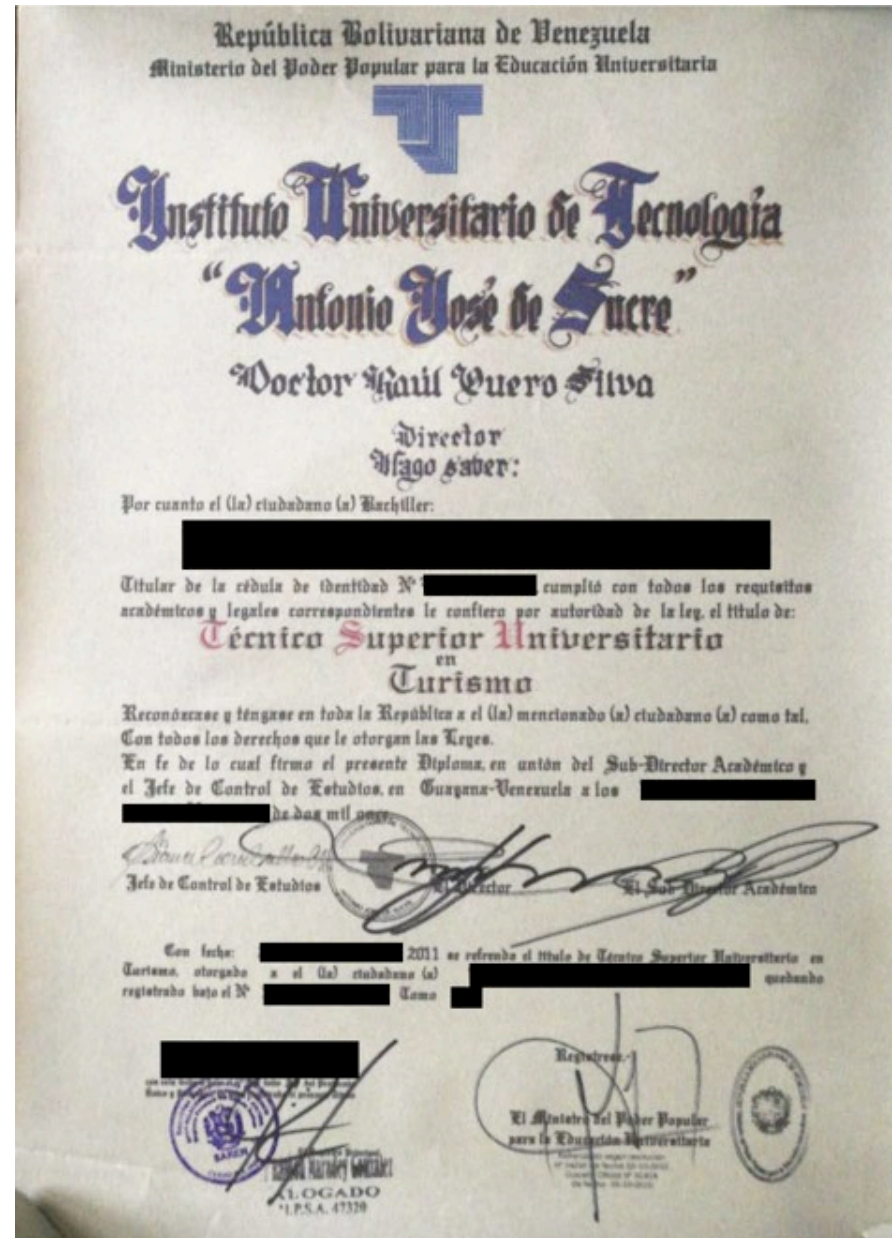 República Bolivariana de Venezuela
Ministerio del Poder Popular para la Educación Universitaria
Instituto Universitario de Tecnología
“Antonio José de Sucre”
Doctor Raúl Quero Silva
Director
Hago saber:
Por cuanto el (la) ciudadano (a) Bachiller:
Titular de la cédula de identidad Nº cumplió con todos los requisitos
académicos y legales correspondientes le confiero por autoridad de la ley, el título de:
Técnico Superior Universitario
en
Turismo
Reconózcase y téngase en toda la República a el (la) mencionado (a) ciudadano (a) como tal,
Con todos los derechos que le otorgan las Leyes.
En fe de lo cual firmo el presente Diploma, en unión del Sub-Director Académico y
el Jefe de Control de Estudios, en Guayana-Venezuela a los
de dos mil once
Jefe de Control de Estudios El Director El Sub Director Académico
Con fecha: 2011 se refrenda el título de Técnico Superior Universitario en
Turismo, otorgado a el (la) ciudadano (a) quedando
registrado bajo el Nº Tomo
Regístrese.-
El Ministro del Poder Popular
para la Educación Universitaria
SAREN
ABOGADO
I.P.S.A. 47320